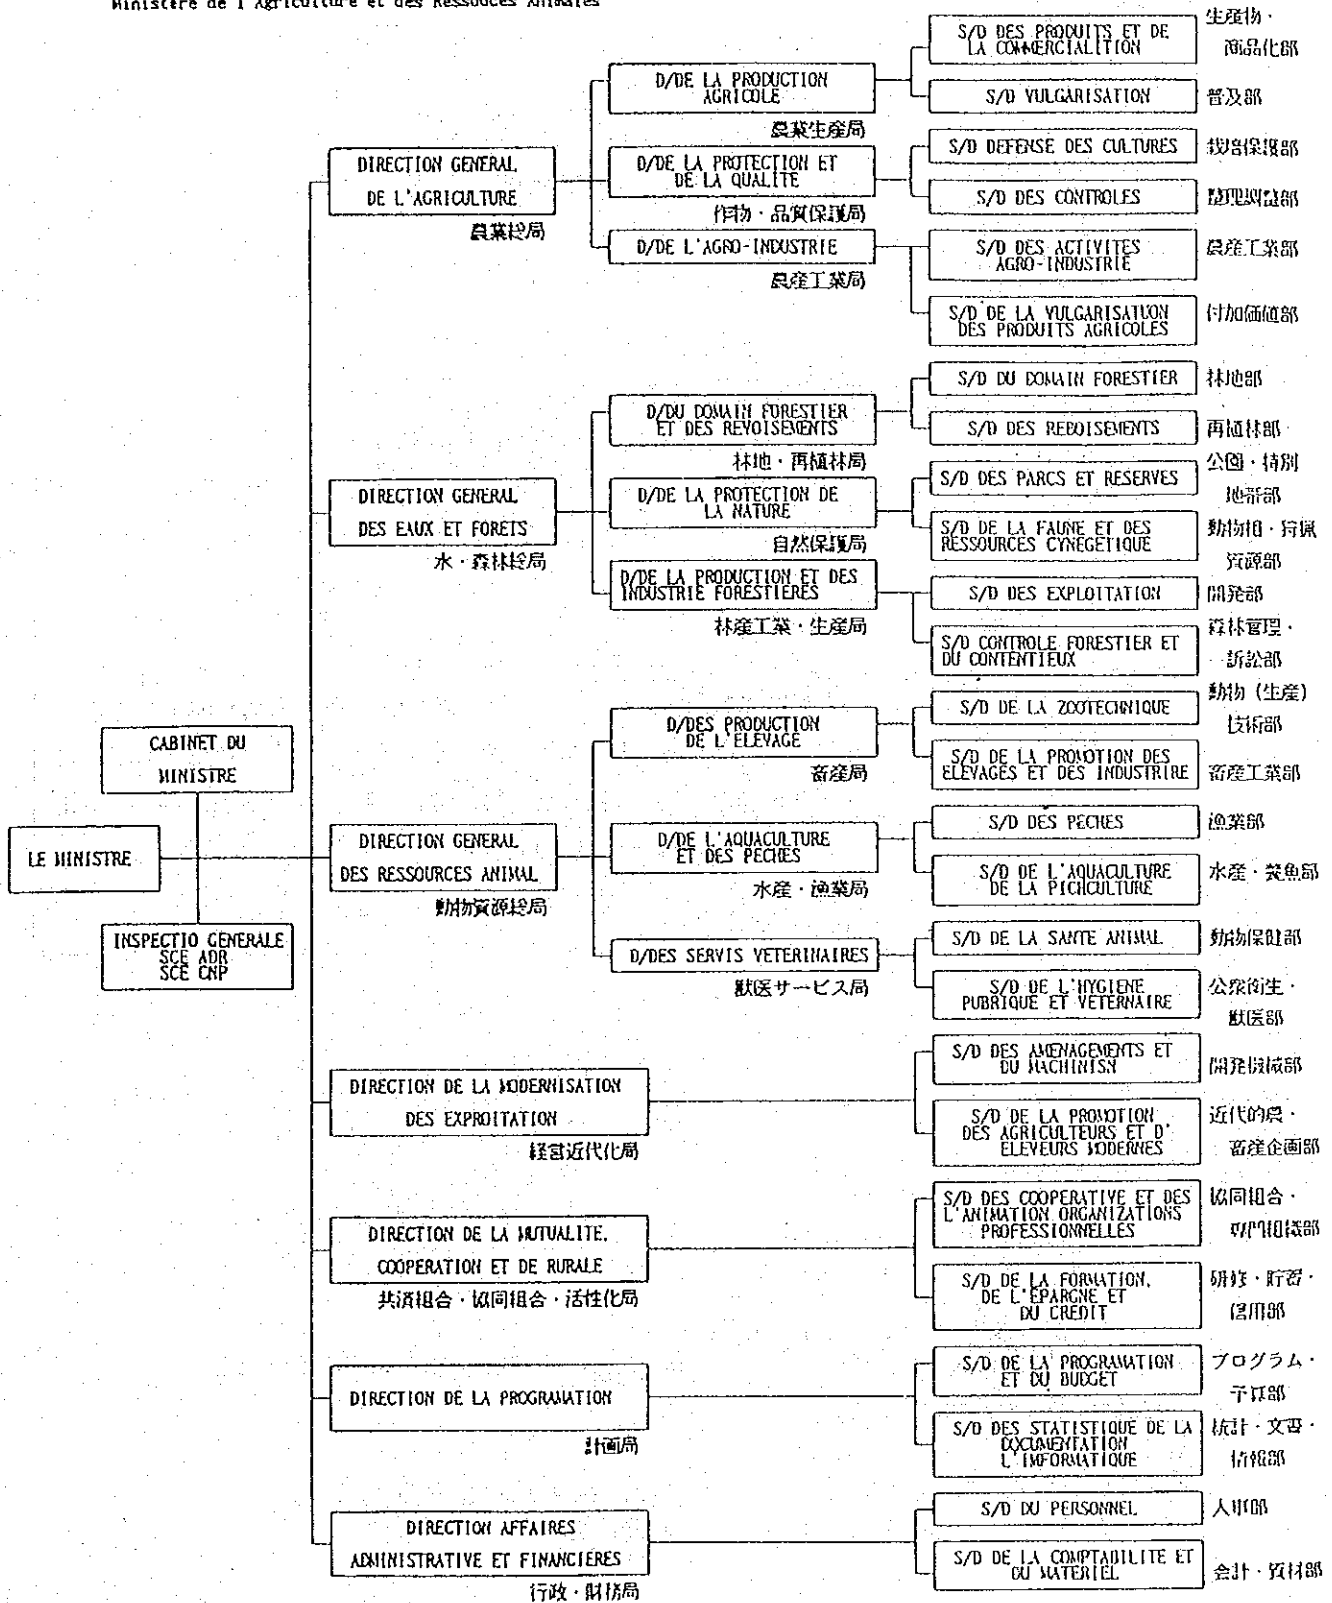 Ministere de l'Agriculture et des Ressouces Animales
LE MINISTRE
CABINET DU
MINISTRE
INSPECTIO GENERALE
SCE ADR
SCE CNP
DIRECTION GENERAL
DE L'AGRICULTURE
農業総局
D/DE LA PRODUCTION
AGRICOLE
農業生産局
S/D DES PRODUITS ET DE
LA COMMERCIALITION
生産物・
商品化部
S/D VULGARISATION
普及部
D/DE LA PROTECTION ET
DE LA QUALITE
作物・品質保護局
S/D DEFENSE DES CULTURES
栽培保護部
S/D DES CONTROLES
D/DE L'AGRO-INDUSTRIE
農産工業局
S/D DES ACTIVITES
AGRO-INDUSTRIE
農産工業部
S/D DE LA VULGARISATION
DES PRODUITS AGRICOLES
付加価値部
DIRECTION GENERAL
DES EAUX ET FORETS
水・森林総局
D/DU DOMAIN FORESTIER
ET DES REVOISEMENTS
林地・再植林局
S/D DU DOMAIN FORESTIER
林地部
S/D DES REBOISEMENTS
再植林部
D/DE LA PROTECTION DE
LA NATURE
自然保護局
S/D DES PARCS ET RESERVES
公園・特別
地帯部
S/D DE LA FAUNE ET DES
RESSOURCES CYNEGETIQUE
動物相・狩猟
資源部
D/DE LA PRODUCTION ET DES
INDUSTRIE FORESTIERES
林産工業・生産局
S/D DES EXPLOITATION
開発部
S/D CONTROLE FORESTIER ET
DU CONTENTIEUX
森林管理・
訴訟部
DIRECTION GENERAL
DES RESSOURCES ANIMAL
動物資源総局
D/DES PRODUCTION
DE L'ELEVAGE
畜産局
S/D DE LA ZOOTECHNIQUE
動物（生産）
技術部
S/D DE LA PROMOTION DES
ELEVAGES ET DES INDUSTRIRE
畜産工業部
D/DE L'AQUACULTURE
ET DES PECHES
水産・漁業局
S/D DES PECHES
漁業部
S/D DE L'AQUACULTURE
DE LA PICHCULTURE
水産・養魚部
D/DES SERVIS VETERINAIRES
獣医サービス局
S/D DE LA SANTE ANIMAL
動物保健部
S/D DE L'HYGIENE
PUBRIQUE ET VETERNAIRE
公衆衛生・
獣医部
DIRECTION DE LA MODERNISATION
DES EXPROITATION
経営近代化局
S/D DES AMENAGEMENTS ET
DU MACHINISN
開発機械部
S/D DE LA PROMOTION
DES AGRICULTEURS ET D'
ELEVEURS MODERNES
近代的農・
畜産企画部
DIRECTION DE LA MUTUALITE.
COOPERATION ET DE RURALE
共済組合・協同組合・活性化局
S/D DES COOPERATIVE ET DES
L'ANIMATION ORGANIZATIONS
PROFESSIONNELLES
協同組合・
専門組織部
S/D DE LA FORMATION.
DE L'EPARGNE ET
DU CREDIT
研修・貯蓄・
信用部
DIRECTION DE LA PROGRAMATION
計画局
S/D DE LA PROGRAMATION
ET DU BUDGET
プログラム・
予算部
S/D DES STATISTIQUE DE LA
DOCUMENTATION
L'IMFORMATIQUE
統計・文書・
情報部
DIRECTION AFFAIRES
ADMINISTRATIVE ET FINANCIERES
行政・財務局
S/D DU PERSONNEL
人事部
S/D DE LA COMPTABILITE ET
DU MATERIEL
会計・資材部